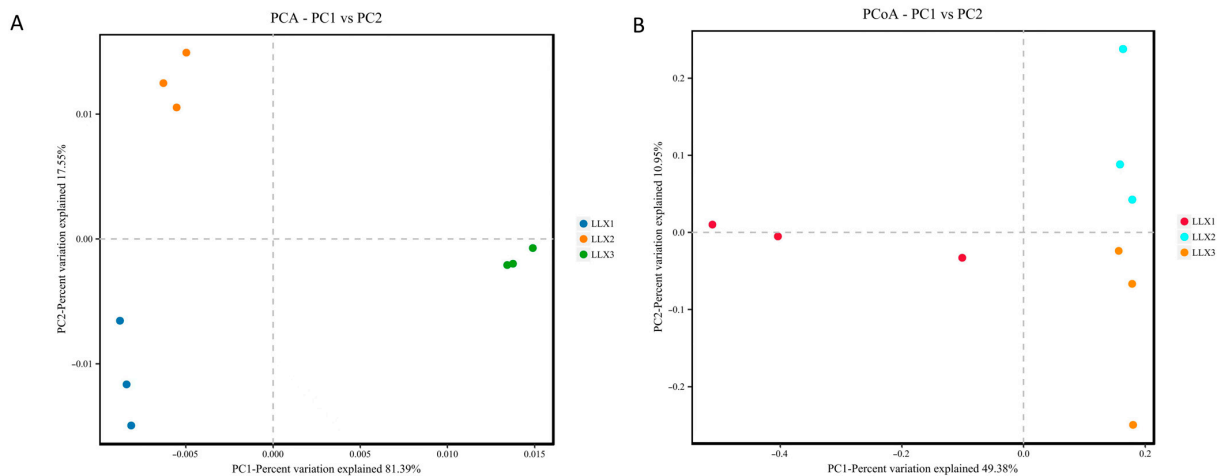 A
PCA - PC1 vs PC2
PC2-Percent variation explained 17.55%
0.01
0.00
−0.01
−0.005
0.000
0.005
0.010
0.015
PC1-Percent variation explained 81.39%
LLX1
LLX2
LLX3
B
PCoA - PC1 vs PC2
PC2-Percent variation explained 10.95%
0.2
0.1
0.0
−0.1
−0.2
−0.4
−0.2
0.0
0.2
PC1-Percent variation explained 49.38%
LLX1
LLX2
LLX3